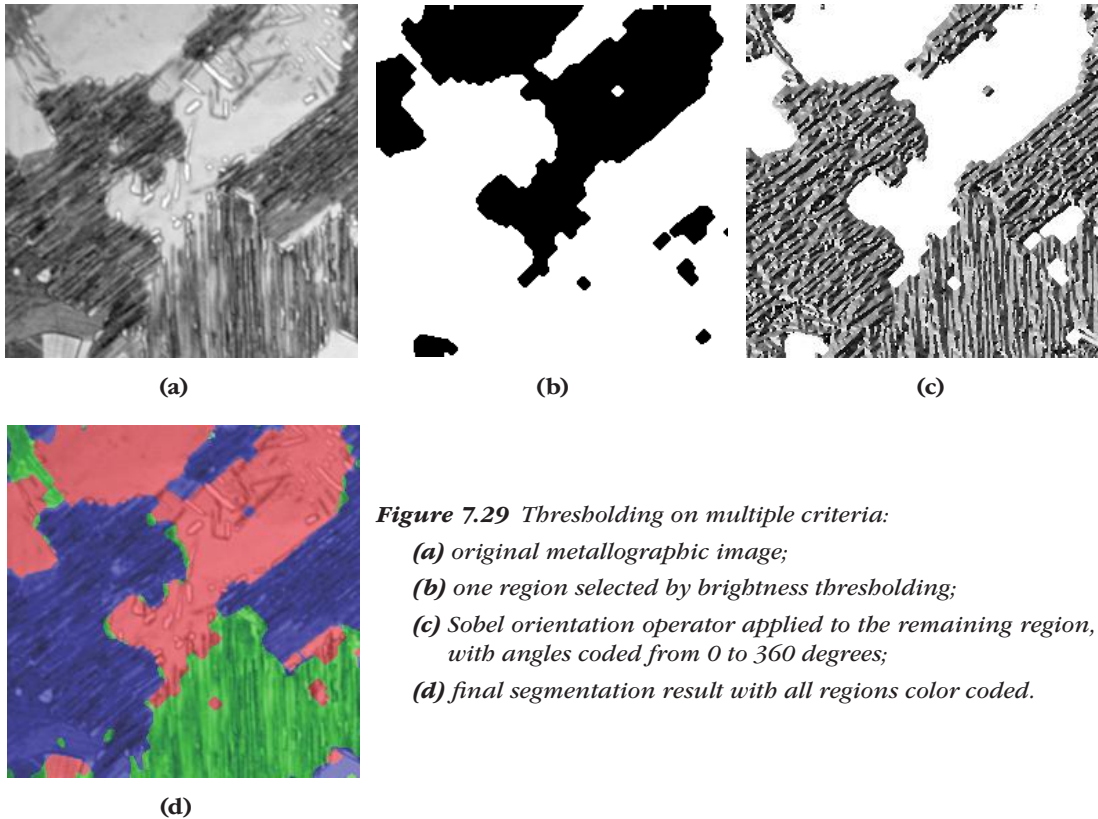 (a)
(b)
(c)
(d)
Figure 7.29 Thresholding on multiple criteria:
(a) original metallographic image;
(b) one region selected by brightness thresholding;
(c) Sobel orientation operator applied to the remaining region,
with angles coded from 0 to 360 degrees;
(d) final segmentation result with all regions color coded.